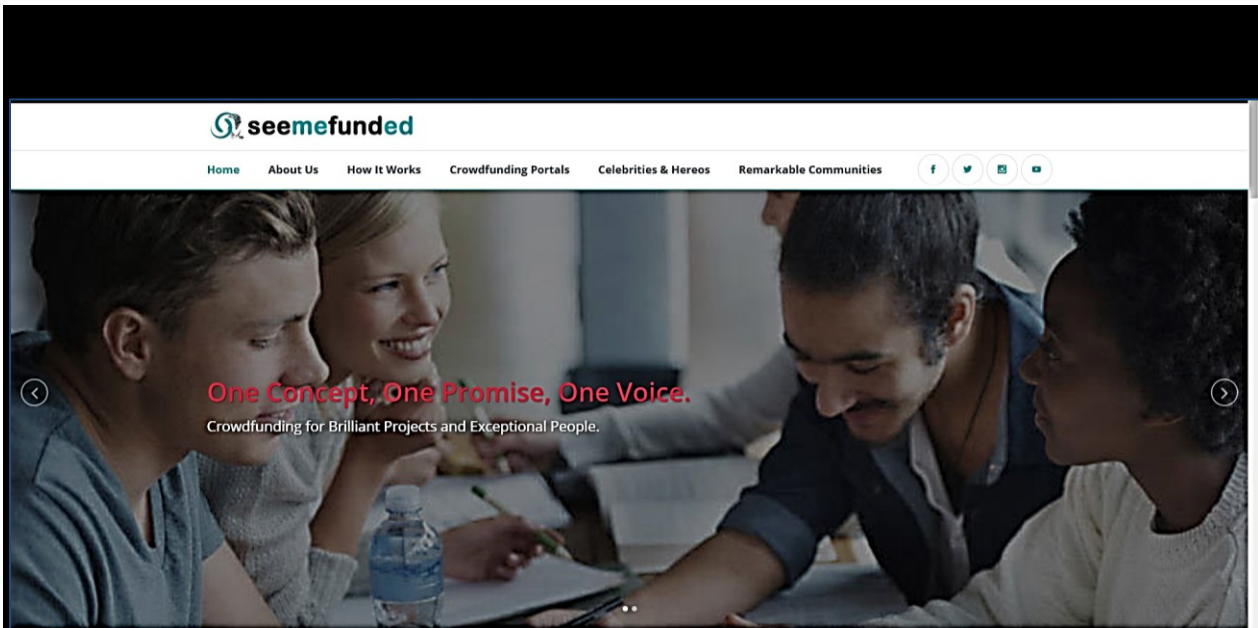 seemefunded
Home About Us How It Works Crowdfunding Portals Celebrities & Hereos Remarkable Communities
One Concept, One Promise, One Voice.
Crowdfunding for Brilliant Projects and Exceptional People.